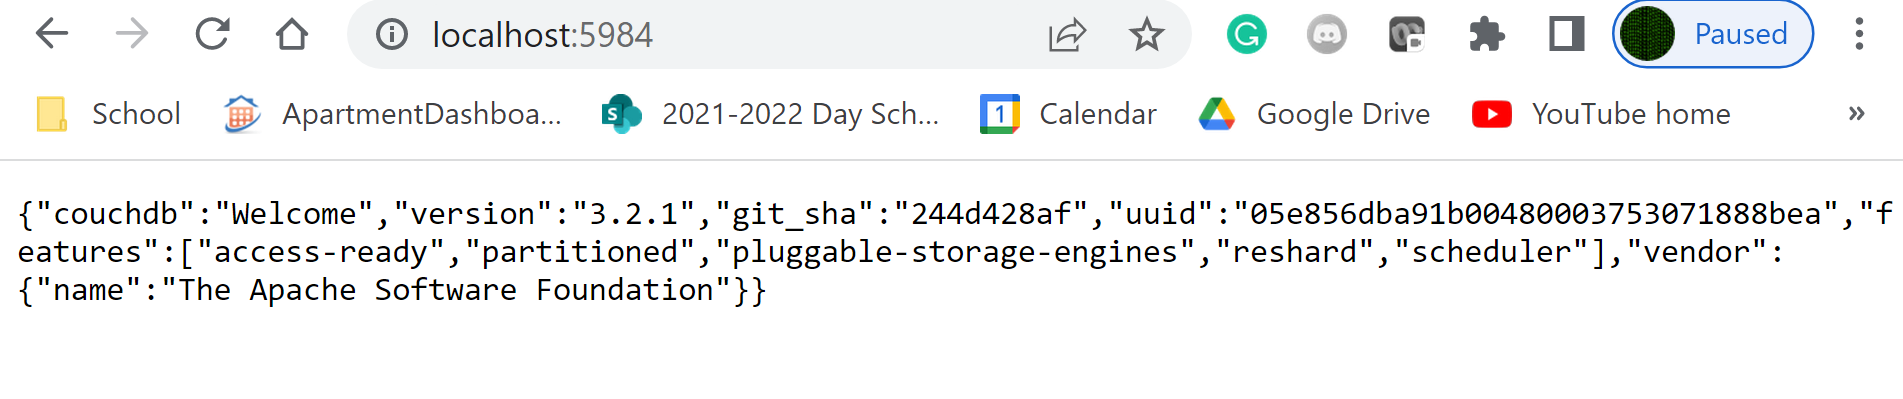 localhost:5984
Paused
School
ApartmentDashboa...
2021-2022 Day Sch...
1
Calendar
Google Drive
YouTube home
»
{"couchdb":"Welcome","version":"3.2.1","git_sha":"244d428af","uuid":"05e856dba91b00480003753071888bea","f
eatures":["access-ready","partitioned","pluggable-storage-engines","reshard","scheduler"],"vendor":
{"name":"The Apache Software Foundation"}}